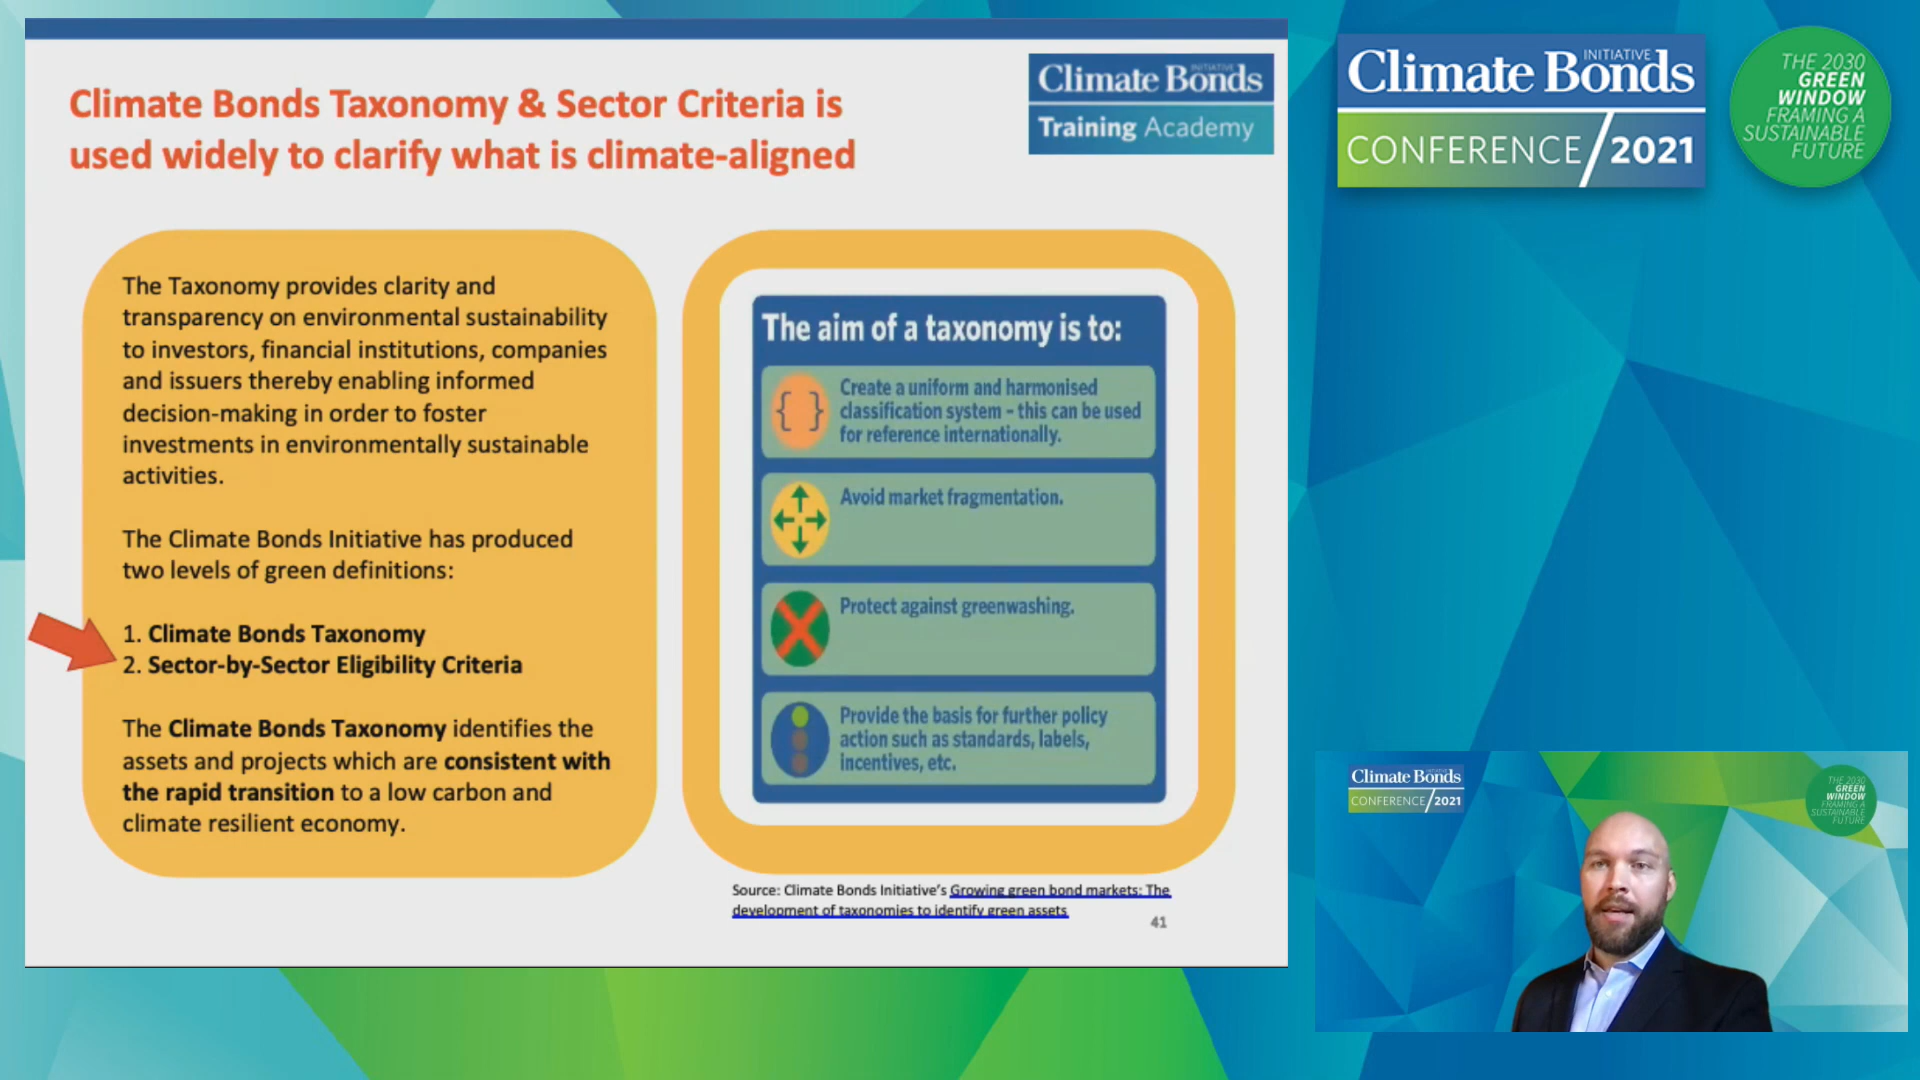 Climate Bonds Taxonomy & Sector Criteria is
used widely to clarify what is climate-aligned
Climate Bonds
INITIATIVE
Training Academy
The Taxonomy provides clarity and
transparency on environmental sustainability
to investors, financial institutions, companies
and issuers thereby enabling informed
decision-making in order to foster
investments in environmentally sustainable
activities.
The Climate Bonds Initiative has produced
two levels of green definitions:
1. Climate Bonds Taxonomy
2. Sector-by-Sector Eligibility Criteria
The Climate Bonds Taxonomy identifies the
assets and projects which are consistent with
the rapid transition to a low carbon and
climate resilient economy.
The aim of a taxonomy is to:
Create a uniform and harmonised
classification system - this can be used
for reference internationally.
Avoid market fragmentation.
Protect against greenwashing.
Provide the basis for further policy
action such as standards, labels,
incentives, etc.
Source: Climate Bonds Initiative's Growing green bond markets: The
development of taxonomies to identify green assets
41
Climate Bonds
INITIATIVE
CONFERENCE/2021
THE 2030
GREEN
WINDOW
FRAMING A
SUSTAINABLE
FUTURE
Climate Bonds
CONFERENCE/2021
THE 2030
GREEN
WINDOW
FRAMING A
SUSTAINABLE
FUTURE